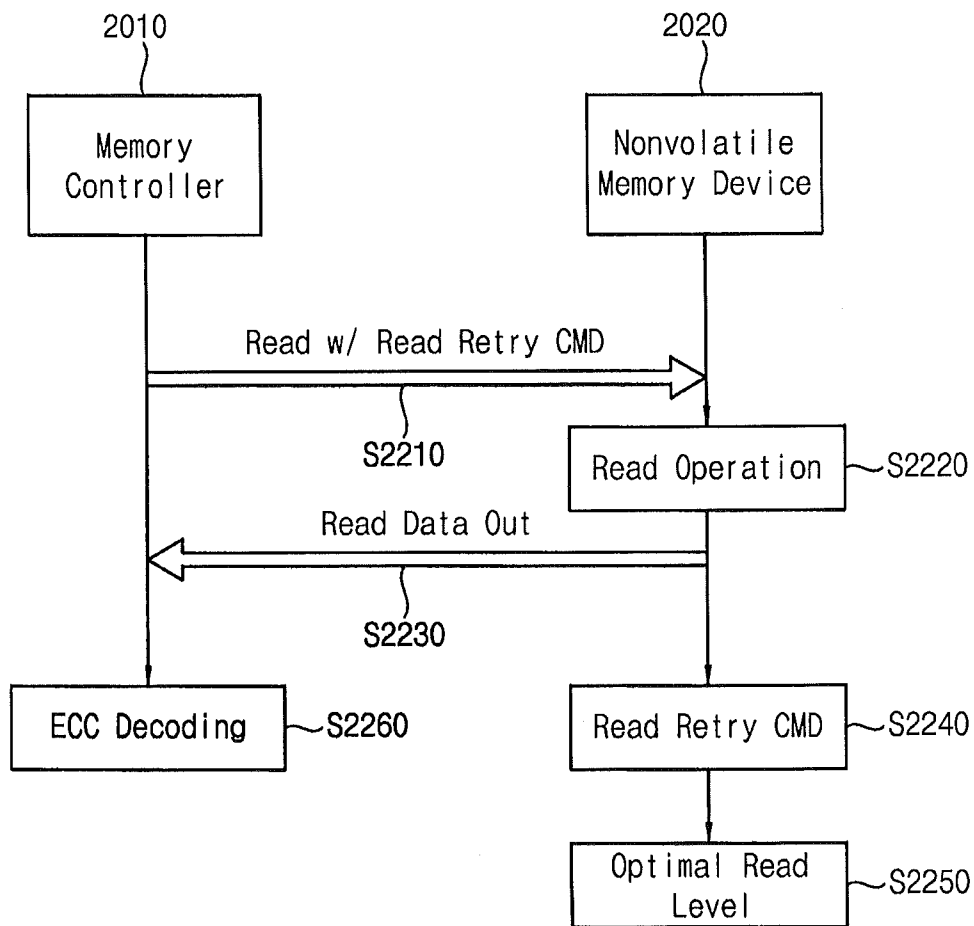 2010
2020
Memory
Controller
Nonvolatile
Memory Device
Read w/ Read Retry CMD
S2210
Read Operation
S2220
Read Data Out
S2230
ECC Decoding
S2260
Read Retry CMD
S2240
Optimal Read
Level
S2250